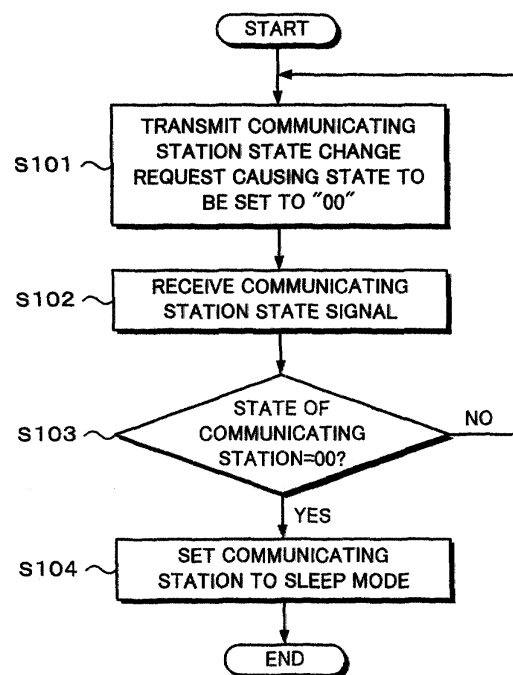 START
S101
TRANSMIT COMMUNICATING
STATION STATE CHANGE
REQUEST CAUSING STATE TO
BE SET TO "00"
S102
RECEIVE COMMUNICATING
STATION STATE SIGNAL
S103
STATE OF
COMMUNICATING
STATION=00?
NO
YES
S104
SET COMMUNICATING
STATION TO SLEEP MODE
END